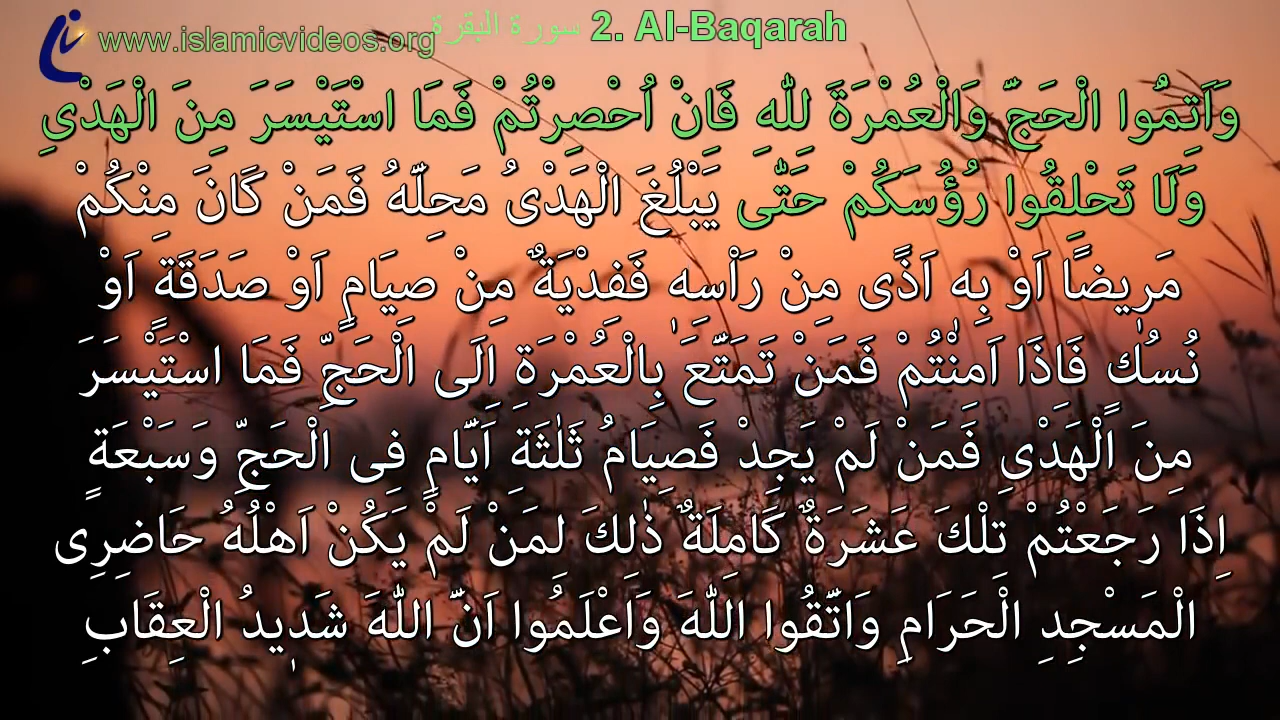 www.islamicvideos.org
سورة البقرة 2. Al-Baqarah
وَاَتِمُّوا الْحَجَّ وَالْعُمْرَةَ لِلّٰهِ فَاِنْ اُحْصِرْتُمْ فَمَا اسْتَيْسَرَ مِنَ الْهَدْىِ
وَلَا تَحْلِقُوا رُؤُسَكُمْ حَتّٰى يَبْلُغَ الْهَدْىُ مَحِلَّهُ فَمَنْ كَانَ مِنْكُمْ
مَرِيضًا اَوْ بِهِ اَذًى مِنْ رَاْسِهٖ فَفِدْيَةٌ مِنْ صِيَامٍ اَوْ صَدَقَةٍ اَوْ
نُسُكٍ فَاِذَا اَمِنْتُمْ فَمَنْ تَمَتَّعَ بِالْعُمْرَةِ اِلَى الْحَجِّ فَمَا اسْتَيْسَرَ
مِنَ الْهَدْىِ فَمَنْ لَمْ يَجِدْ فَصِيَامُ ثَلٰثَةِ اَيَّامٍ فِى الْحَجِّ وَسَبْعَةٍ
اِذَا رَجَعْتُمْ تِلْكَ عَشَرَةٌ كَامِلَةٌ ذٰلِكَ لِمَنْ لَمْ يَكُنْ اَهْلُهُ حَاضِرِى
الْمَسْجِدِ الْحَرَامِ وَاتَّقُوا اللّٰهَ وَاعْلَمُوا اَنَّ اللّٰهَ شَدٖيدُ الْعِقَابِ